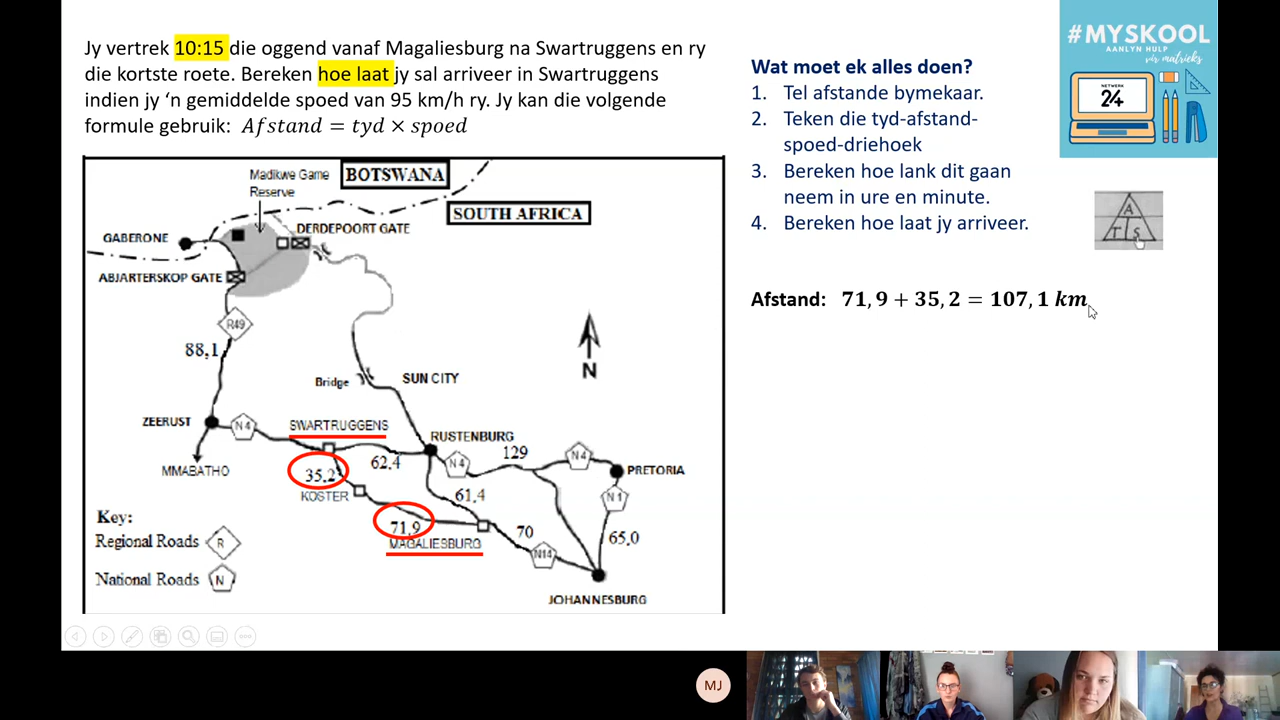 Jy vertrek 10:15 die oggend vanaf Magaliesburg na Swartruggens en ry
die kortste roete. Bereken hoe laat jy sal arriveer in Swartruggens
indien jy ‘n gemiddelde spoed van 95 km/h ry. Jy kan die volgende
formule gebruik: Afstand = tyd × spoed
Wat moet ek alles doen?
1. Tel afstande bymekaar.
2. Teken die tyd-afstand-
spoed-driehoek
3. Bereken hoe lank dit gaan
neem in ure en minute.
4. Bereken hoe laat jy arriveer.
#MYSKOOL
AANLYN HULP
vir matrieks
NETWERK
24
A
T S
Afstand: 71,9 + 35,2 = 107,1 km
Madikwe Game
Reserve
BOTSWANA
SOUTH AFRICA
GABERONE
DERDEPOORT GATE
ABJARTERSKOP GATE
R49
88,1
N
Bridge
SUN CITY
ZEERUST
N4
SWARTRUGGENS
RUSTENBURG
129
N4
N4
PRETORIA
MMABATHO
35,2
62,4
KOSTER
61,4
N1
71,9
70
65,0
MAGALIESBURG
N14
JOHANNESBURG
Key:
Regional Roads R
National Roads N
MJ